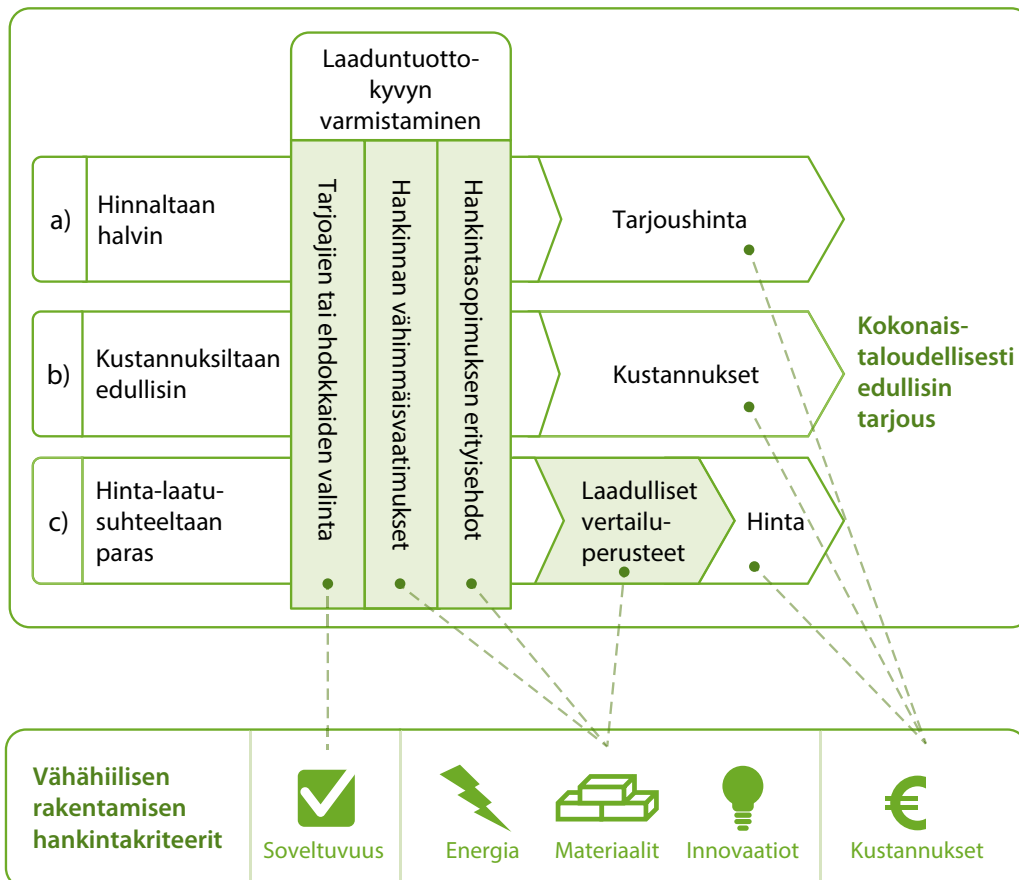 Laaduntuotto-
kyvyn
varmistaminen
Tarjoajien tai ehdokkaiden valinta
Hankinnan vähimmäisvaatimukset
Hankintasopimuksen erityisehdot
a)
Hinnaltaan
halvin
Tarjoushinta
b)
Kustannuksiltaan
edullisin
Kustannukset
c)
Hinta-laatu-
suhteeltaan
paras
Laadulliset
vertailu-
perusteet
Hinta
Kokonais-
taloudellisesti
edullisin
tarjous
Vähähiilisen
rakentamisen
hankintakriteerit
Soveltuvuus
Energia
Materiaalit
Innovaatiot
€
Kustannukset